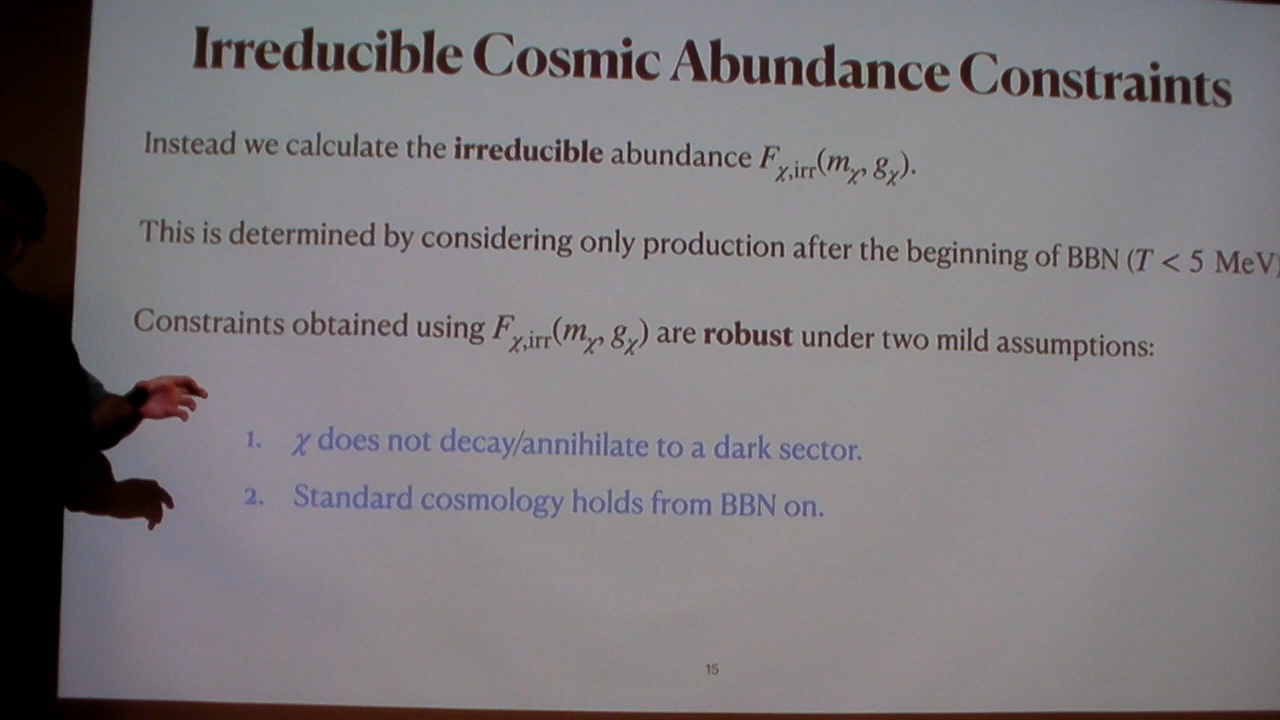 Irreducible Cosmic Abundance Constraints
Instead we calculate the irreducible abundance F_χ,irr(m_χ, g_χ).
This is determined by considering only production after the beginning of BBN (T < 5 MeV)
Constraints obtained using F_χ,irr(m_χ, g_χ) are robust under two mild assumptions:
1. χ does not decay/annihilate to a dark sector.
2. Standard cosmology holds from BBN on.
15